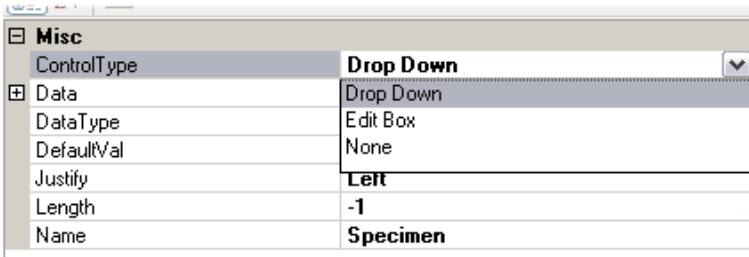 Misc
ControlType Drop Down
Data Drop Down
DataType Edit Box
DefaultVal None
Justify Left
Length -1
Name Specimen